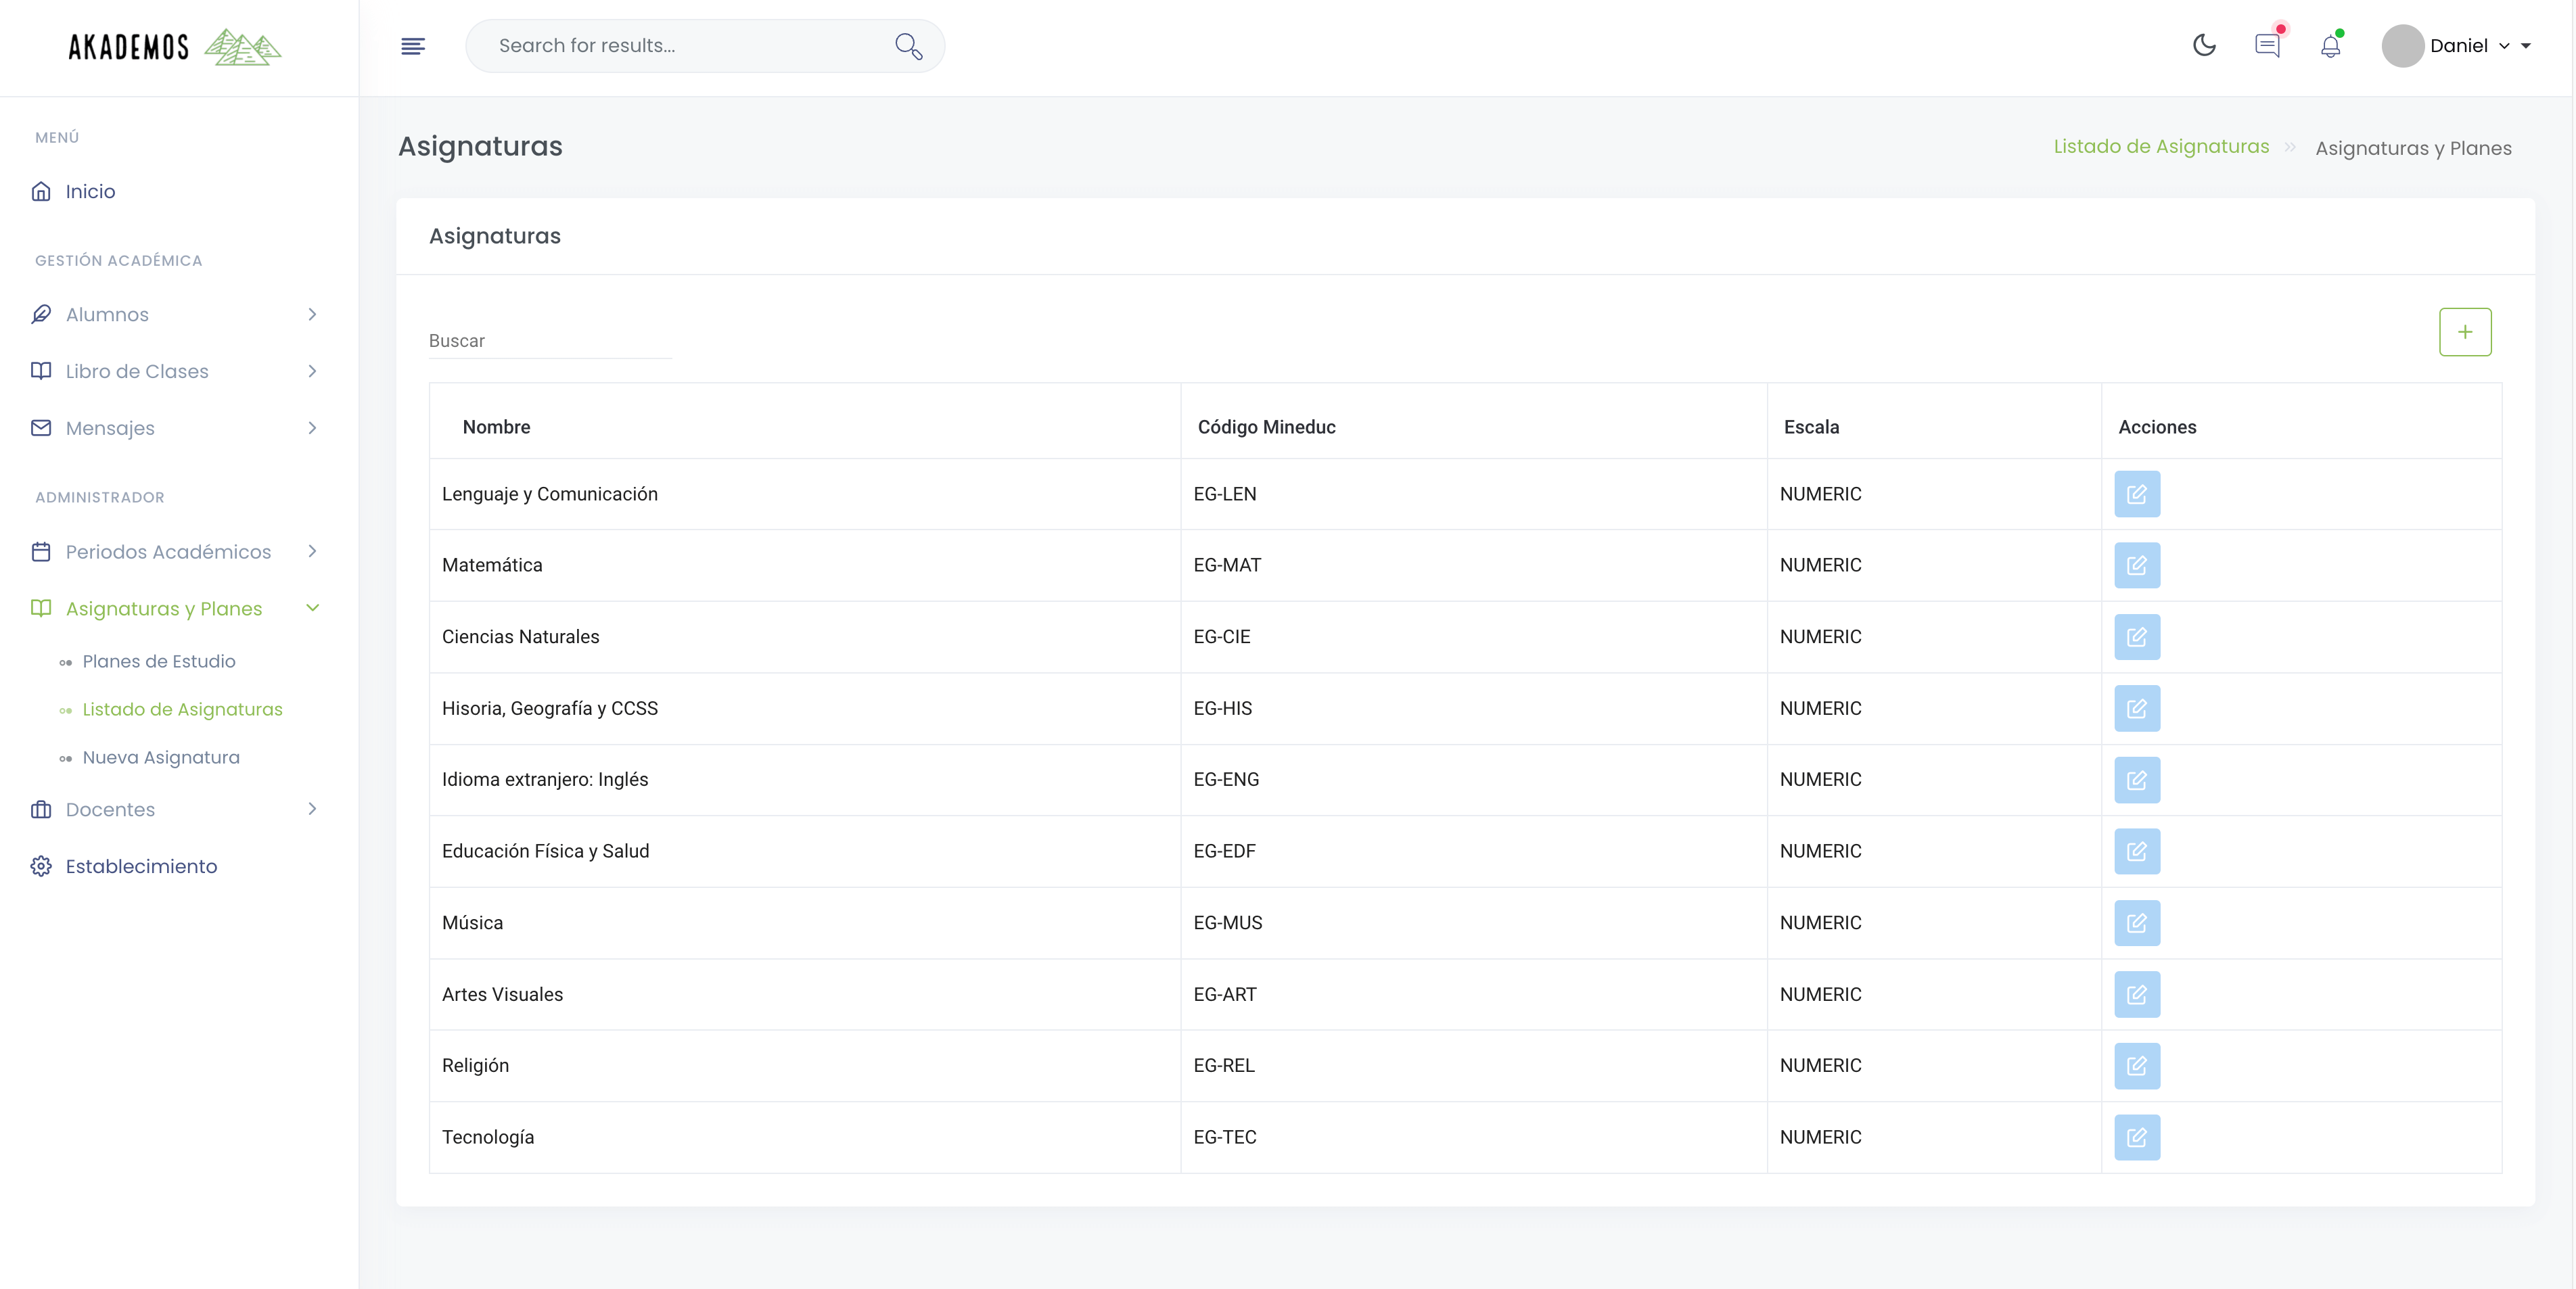 AKADEMOS
Search for results...
Daniel
MENÚ
Inicio
GESTIÓN ACADÉMICA
Alumnos
Libro de Clases
Mensajes
ADMINISTRADOR
Periodos Académicos
Asignaturas y Planes
Planes de Estudio
Listado de Asignaturas
Nueva Asignatura
Docentes
Establecimiento
Asignaturas
Listado de Asignaturas » Asignaturas y Planes
Asignaturas
Buscar
+
Nombre Código Mineduc Escala Acciones
Lenguaje y Comunicación EG-LEN NUMERIC
Matemática EG-MAT NUMERIC
Ciencias Naturales EG-CIE NUMERIC
Hisoria, Geografía y CCSS EG-HIS NUMERIC
Idioma extranjero: Inglés EG-ENG NUMERIC
Educación Física y Salud EG-EDF NUMERIC
Música EG-MUS NUMERIC
Artes Visuales EG-ART NUMERIC
Religión EG-REL NUMERIC
Tecnología EG-TEC NUMERIC